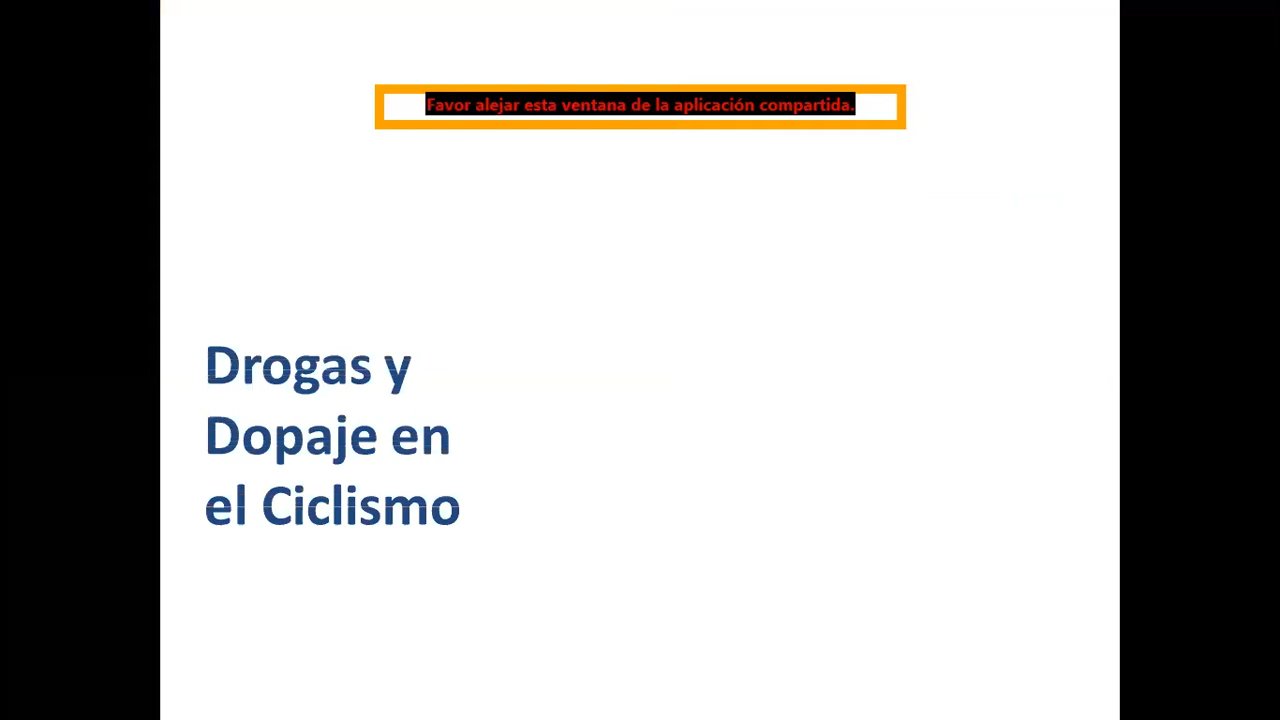 Favor alejar esta ventana de la aplicación compartida.
Drogas y
Dopaje en
el Ciclismo